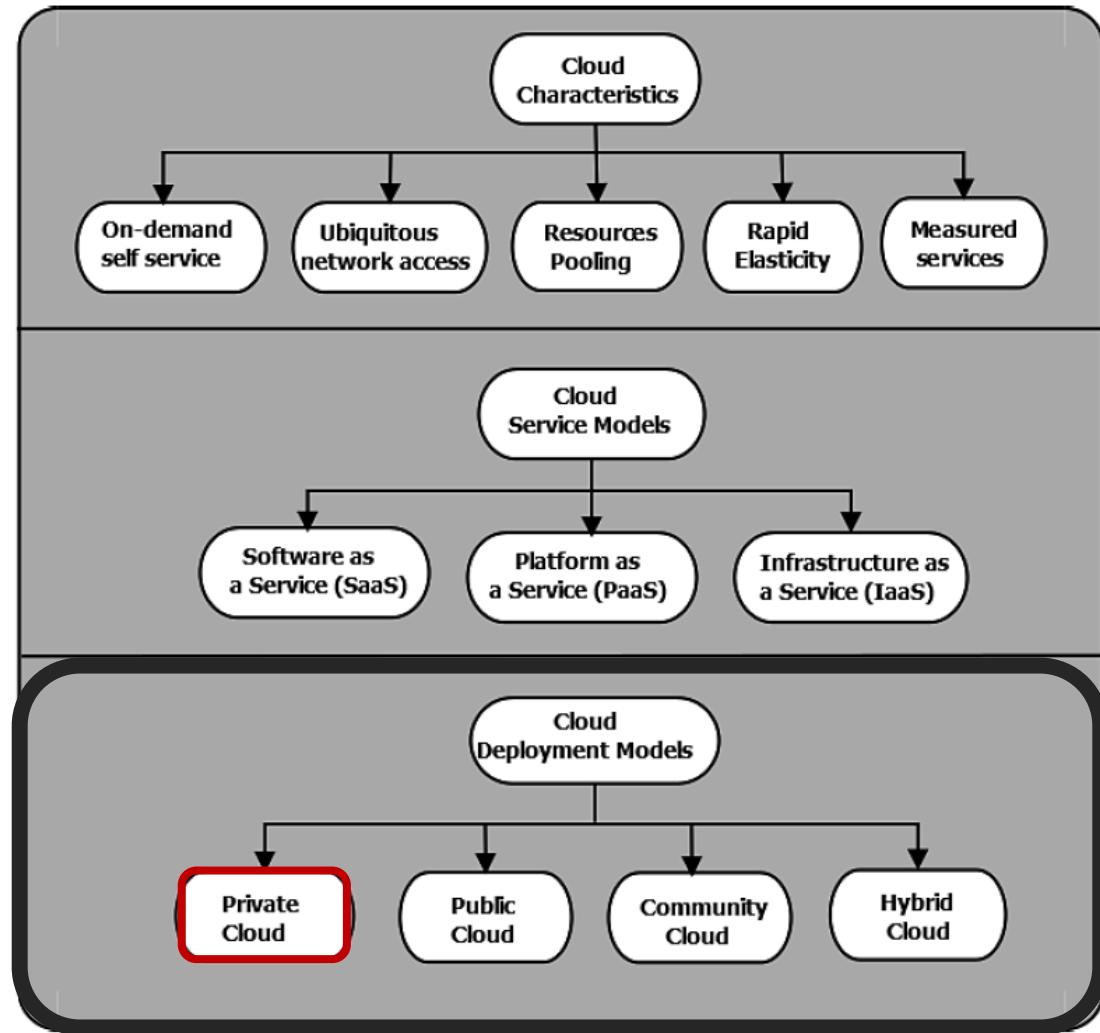 Cloud
Characteristics
On-demand
self service
Ubiquitous
network access
Resources
Pooling
Rapid
Elasticity
Measured
services
Cloud
Service Models
Software as
a Service (SaaS)
Platform as
a Service (PaaS)
Infrastructure as
a Service (IaaS)
Cloud
Deployment Models
Private
Cloud
Public
Cloud
Community
Cloud
Hybrid
Cloud